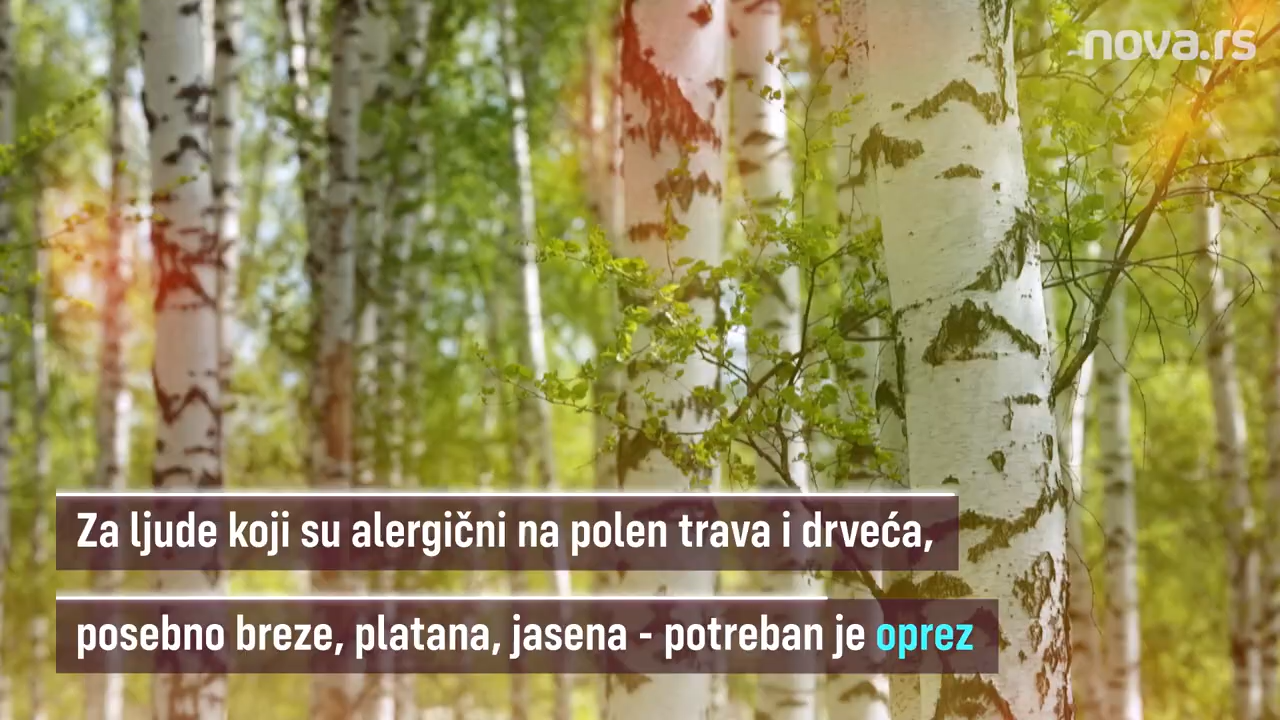 nova.rs
Za ljude koji su alergični na polen trava i drveća,
posebno breze, platana, jasena - potreban je oprez